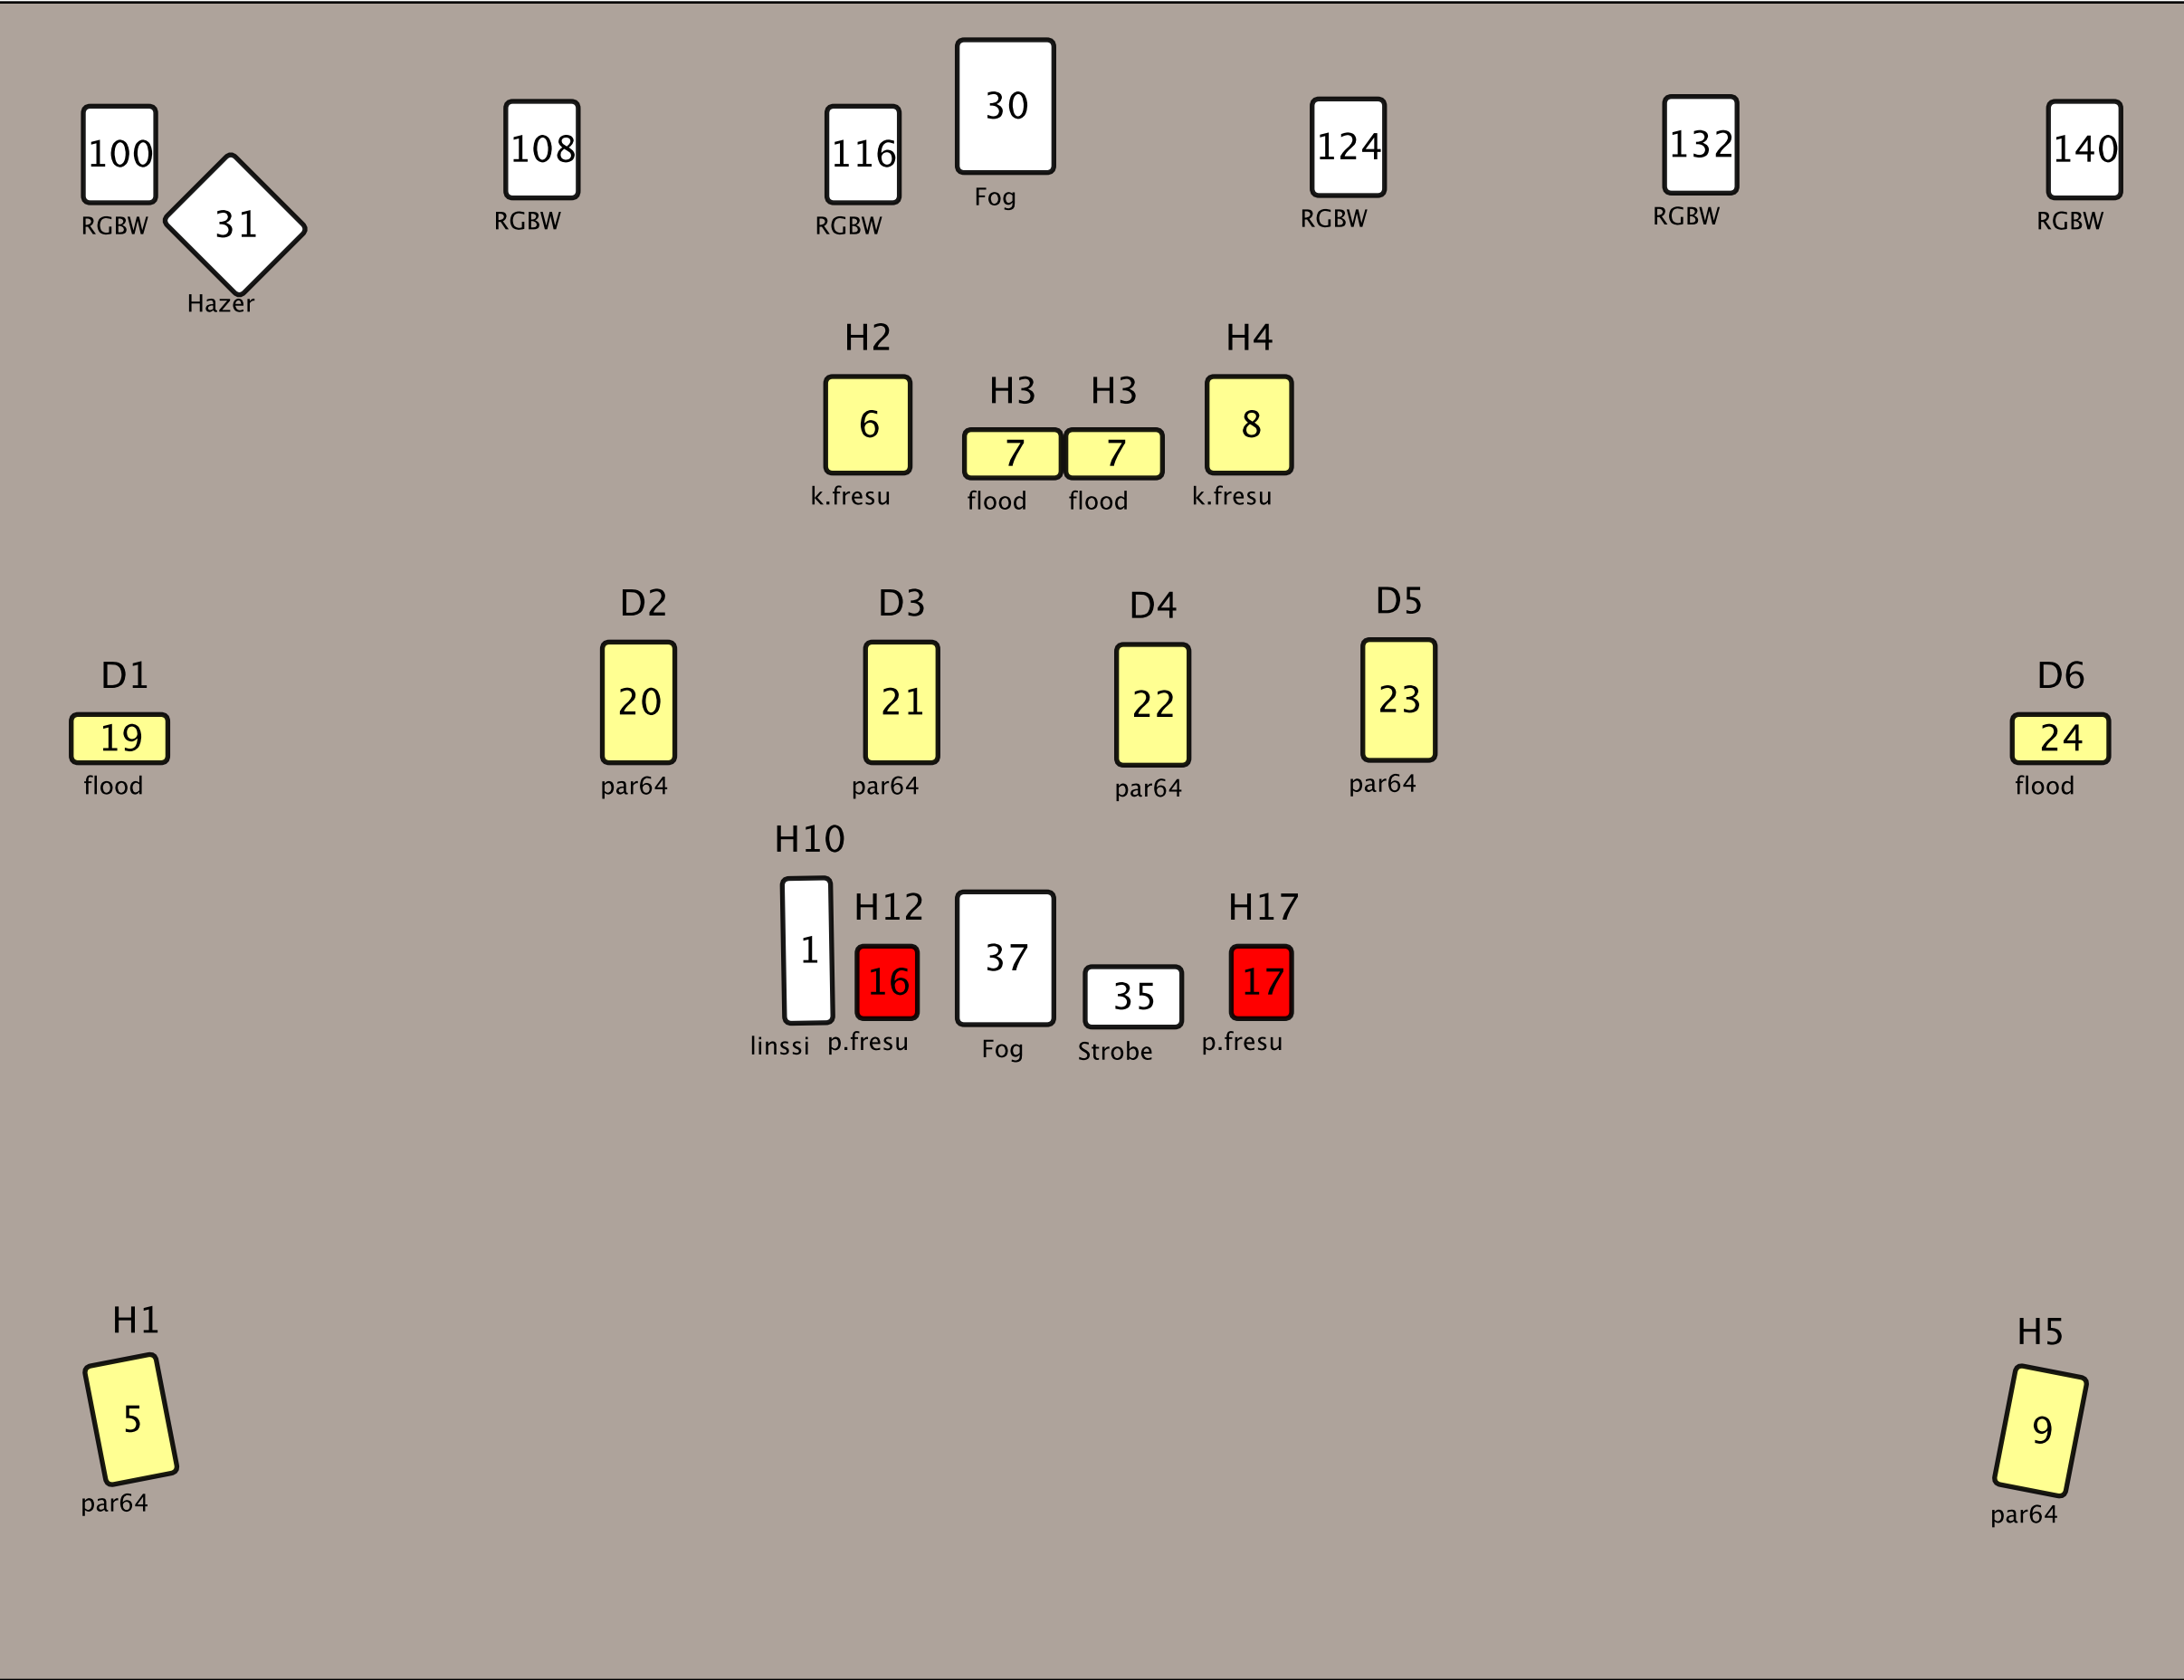 30
100
108
116
124
132
140
Fog
RGBW
31
RGBW
RGBW
RGBW
RGBW
RGBW
Hazer
H2
H4
H3
H3
6
7
7
8
k.fresu
flood
flood
k.fresu
D2
D3
D4
D5
D1
D6
20
21
22
23
19
24
flood
par64
par64
par64
par64
flood
H10
H12
H17
1
16
37
35
17
linssi
p.fresu
Fog
Strobe
p.fresu
H1
H5
5
9
par64
par64